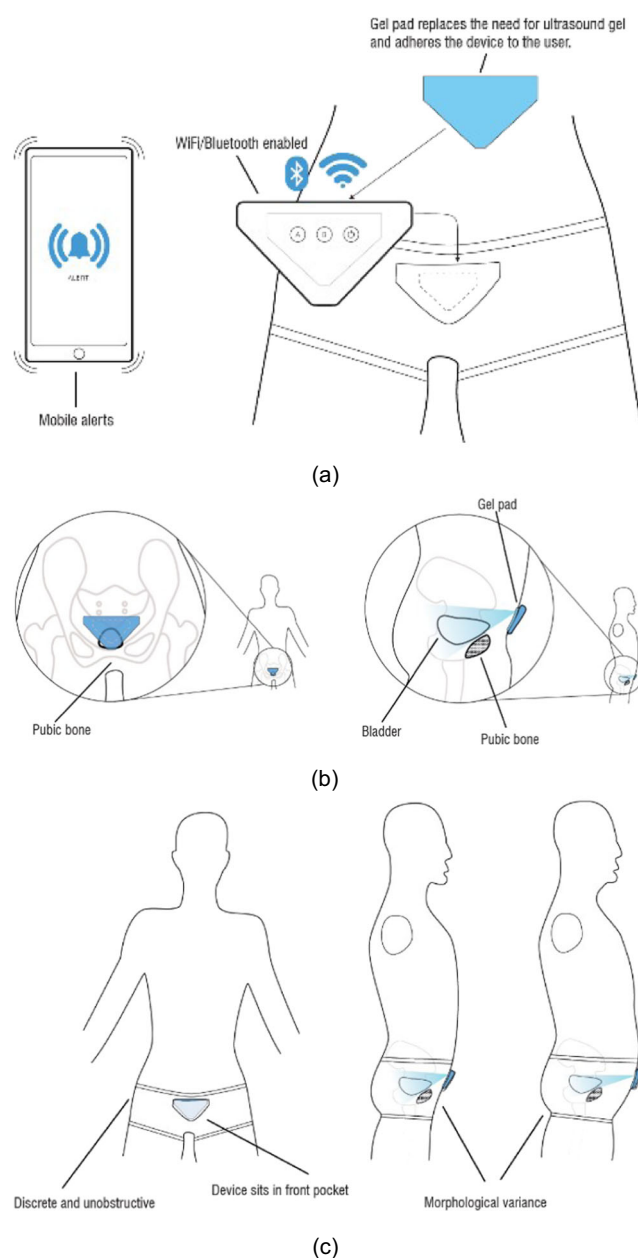 Gel pad replaces the need for ultrasound gel
and adheres the device to the user.
WiFi/Bluetooth enabled
A
B
ALERT
Mobile alerts
(a)
Gel pad
Pubic bone
Bladder
Pubic bone
(b)
Discrete and unobstructive
Device sits in front pocket
Morphological variance
(c)